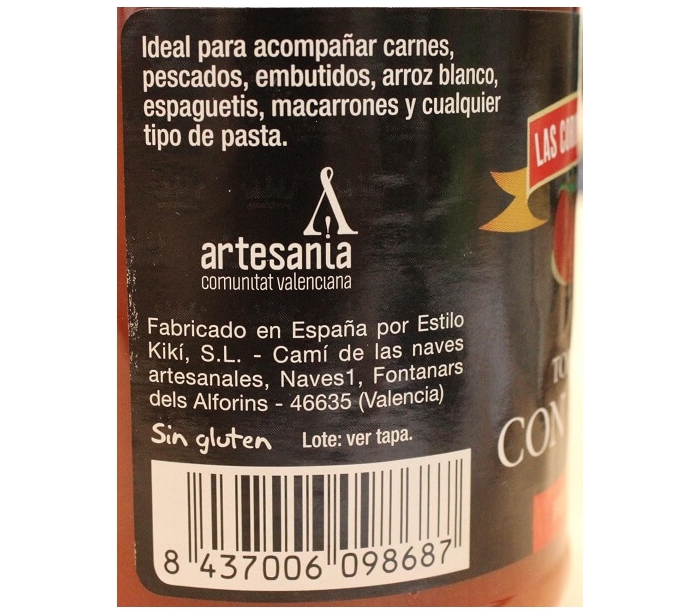 Ideal para acompañar carnes,
pescados, embutidos, arroz blanco,
espaguetis, macarrones y cualquier
tipo de pasta.
LAS
artesanía
comunitat valenciana
Fabricado en España por Estilo
Kikí, S.L. - Camí de las naves
artesanales, Naves1, Fontanars
dels Alforins - 46635 (Valencia)
CON
Sin gluten Lote: ver tapa.
8 437006 098687